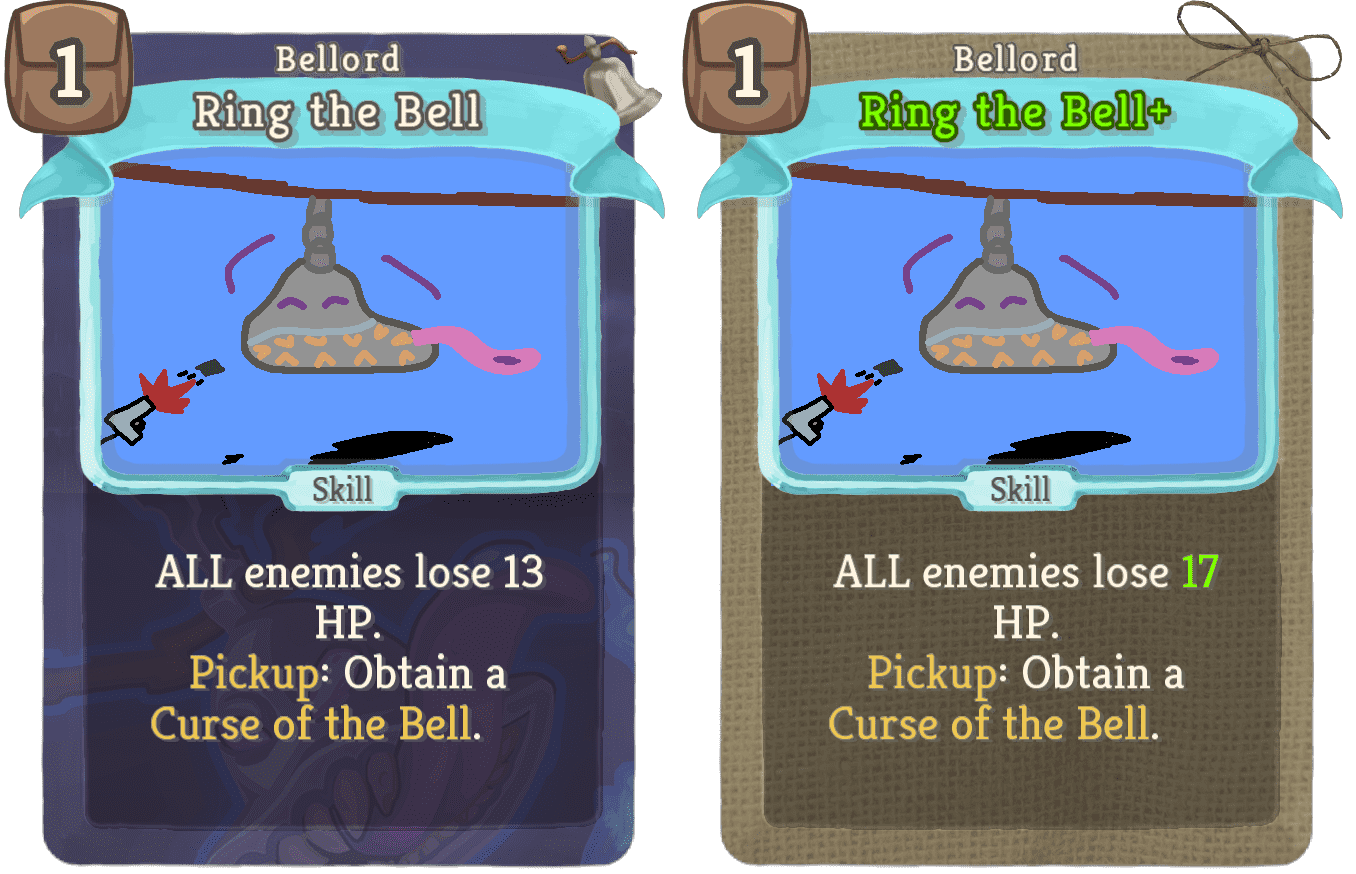 1
Bellord
Ring the Bell
Skill
ALL enemies lose 13
HP.
Pickup: Obtain a
Curse of the Bell.
1
Bellord
Ring the Bell+
Skill
ALL enemies lose 17
HP.
Pickup: Obtain a
Curse of the Bell.